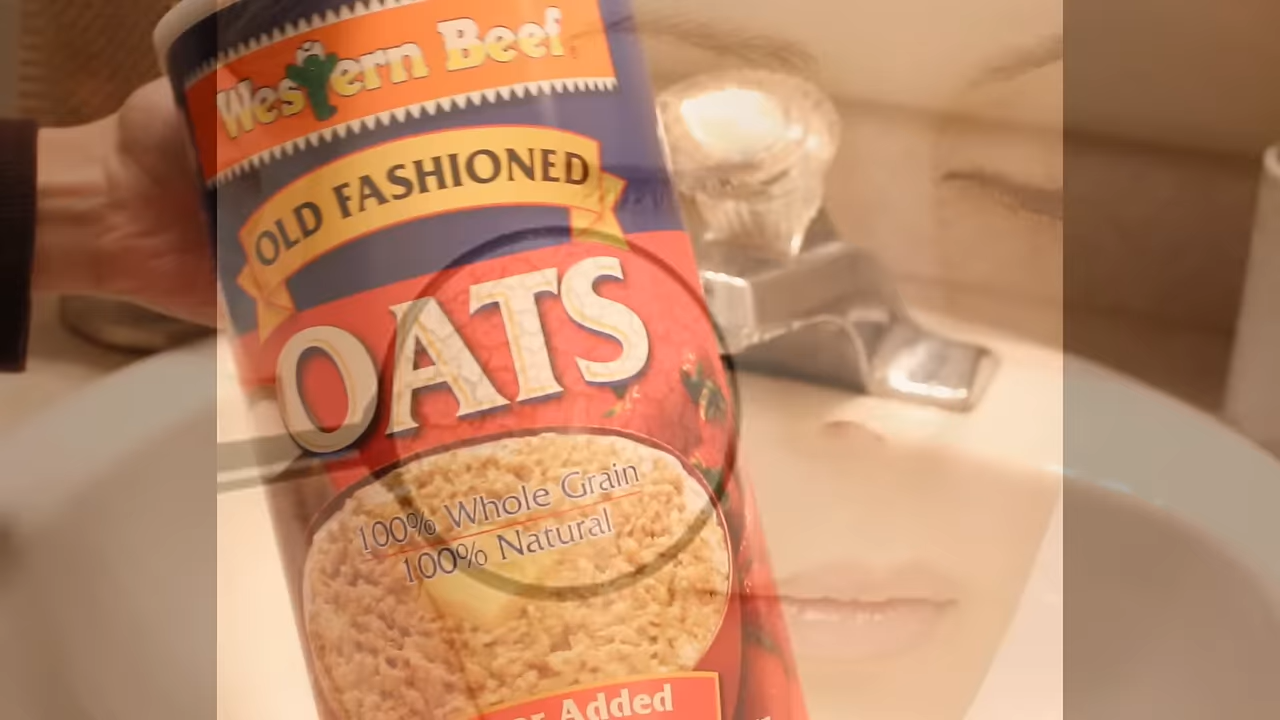 Western Beef
OLD FASHIONED
OATS
100% Whole Grain
100% Natural
Added